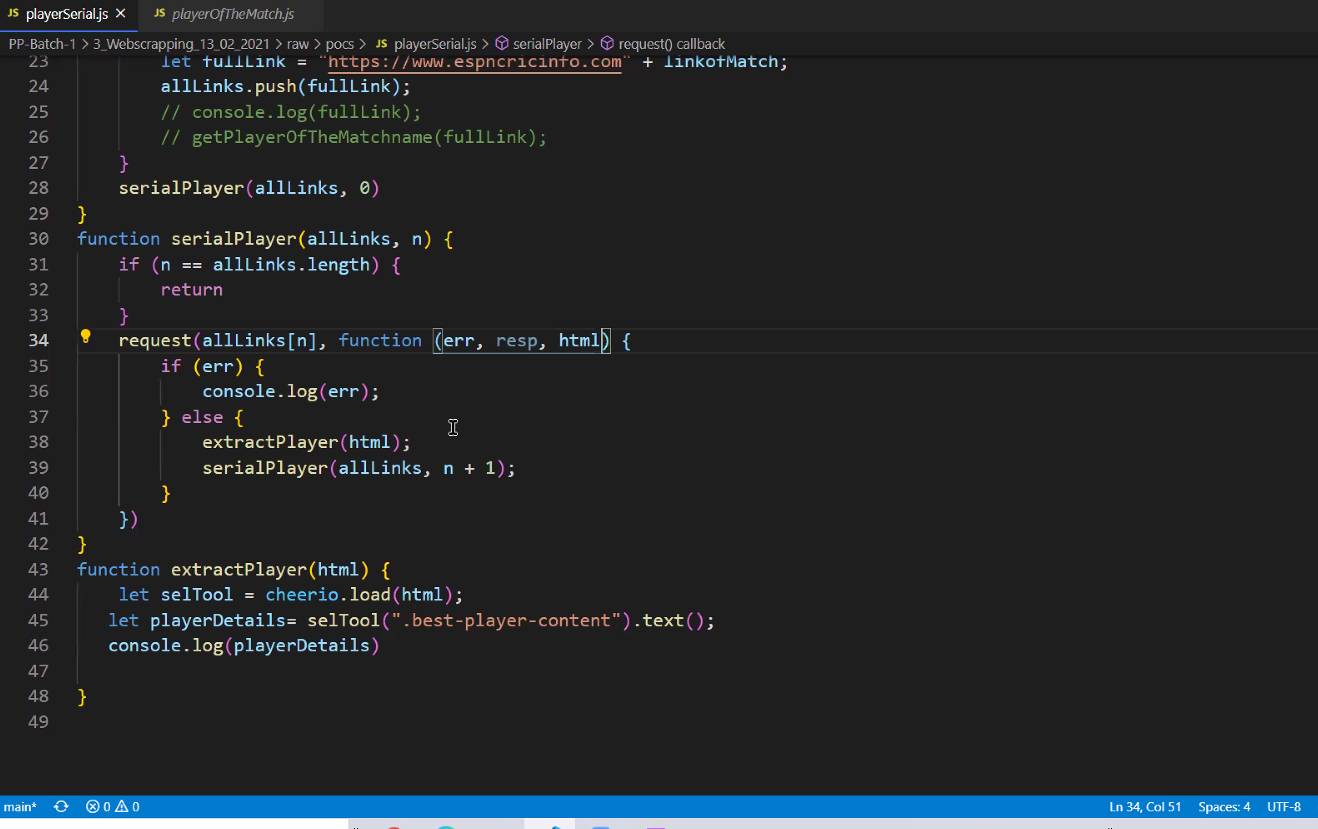 JS playerSerial.js × JS playerOfTheMatch.js
PP-Batch-1 > 3_Webscrapping_13_02_2021 > raw > pocs > JS playerSerial.js > serialPlayer > request() callback
23 let fullLink = "https://www.espncricinfo.com" + linkofMatch;
24 allLinks.push(fullLink);
25 // console.log(fullLink);
26 // getPlayerOfTheMatchname(fullLink);
27 }
28 serialPlayer(allLinks, 0)
29 }
30 function serialPlayer(allLinks, n) {
31 if (n == allLinks.length) {
32 return
33 }
34 request(allLinks[n], function (err, resp, html) {
35 if (err) {
36 console.log(err);
37 } else {
38 extractPlayer(html);
39 serialPlayer(allLinks, n + 1);
40 }
41 })
42 }
43 function extractPlayer(html) {
44 let selTool = cheerio.load(html);
45 let playerDetails= selTool(".best-player-content").text();
46 console.log(playerDetails)
47
48 }
49
main* 0 0 Ln 34, Col 51 Spaces: 4 UTF-8